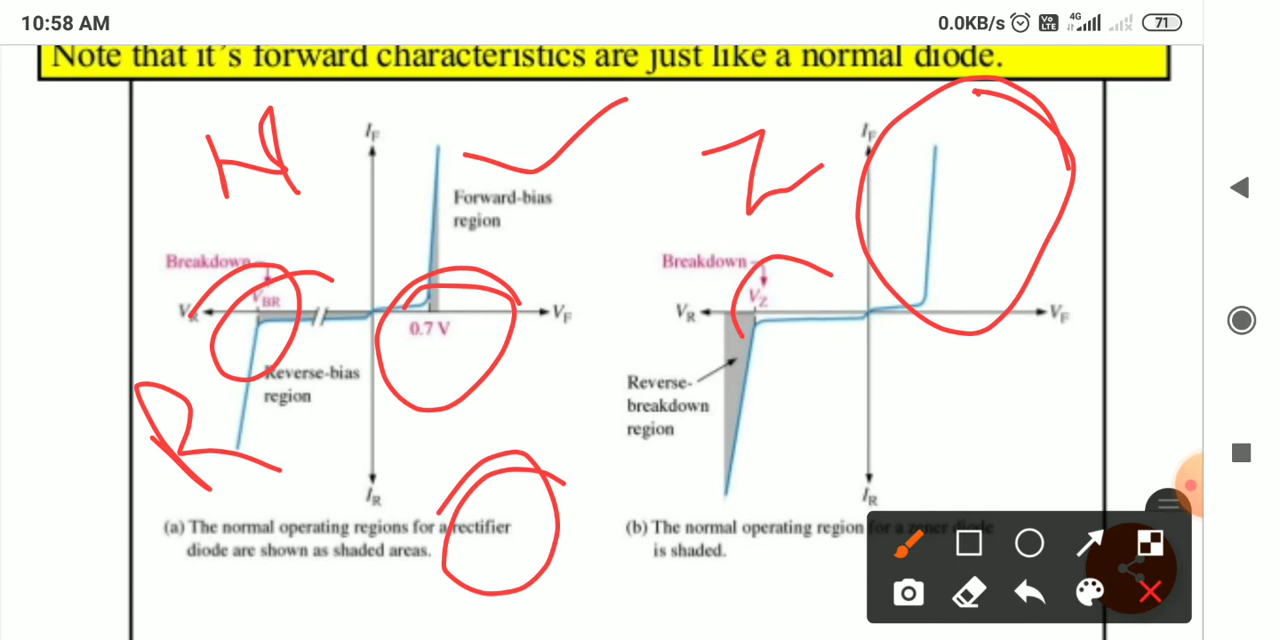 10:58 AM
0.0KB/s Vo LTE 4G 71
Note that it's forward characteristics are just like a normal diode.
IF
Forward-bias
region
Breakdown
VBR
VF
0.7 V
Reverse-bias
region
IR
(a) The normal operating regions for a rectifier
diode are shown as shaded areas.
Z
IF
Breakdown
VZ
VR
VF
Reverse-
breakdown
region
IR
(b) The normal operating region for a zener diode
is shaded.
R